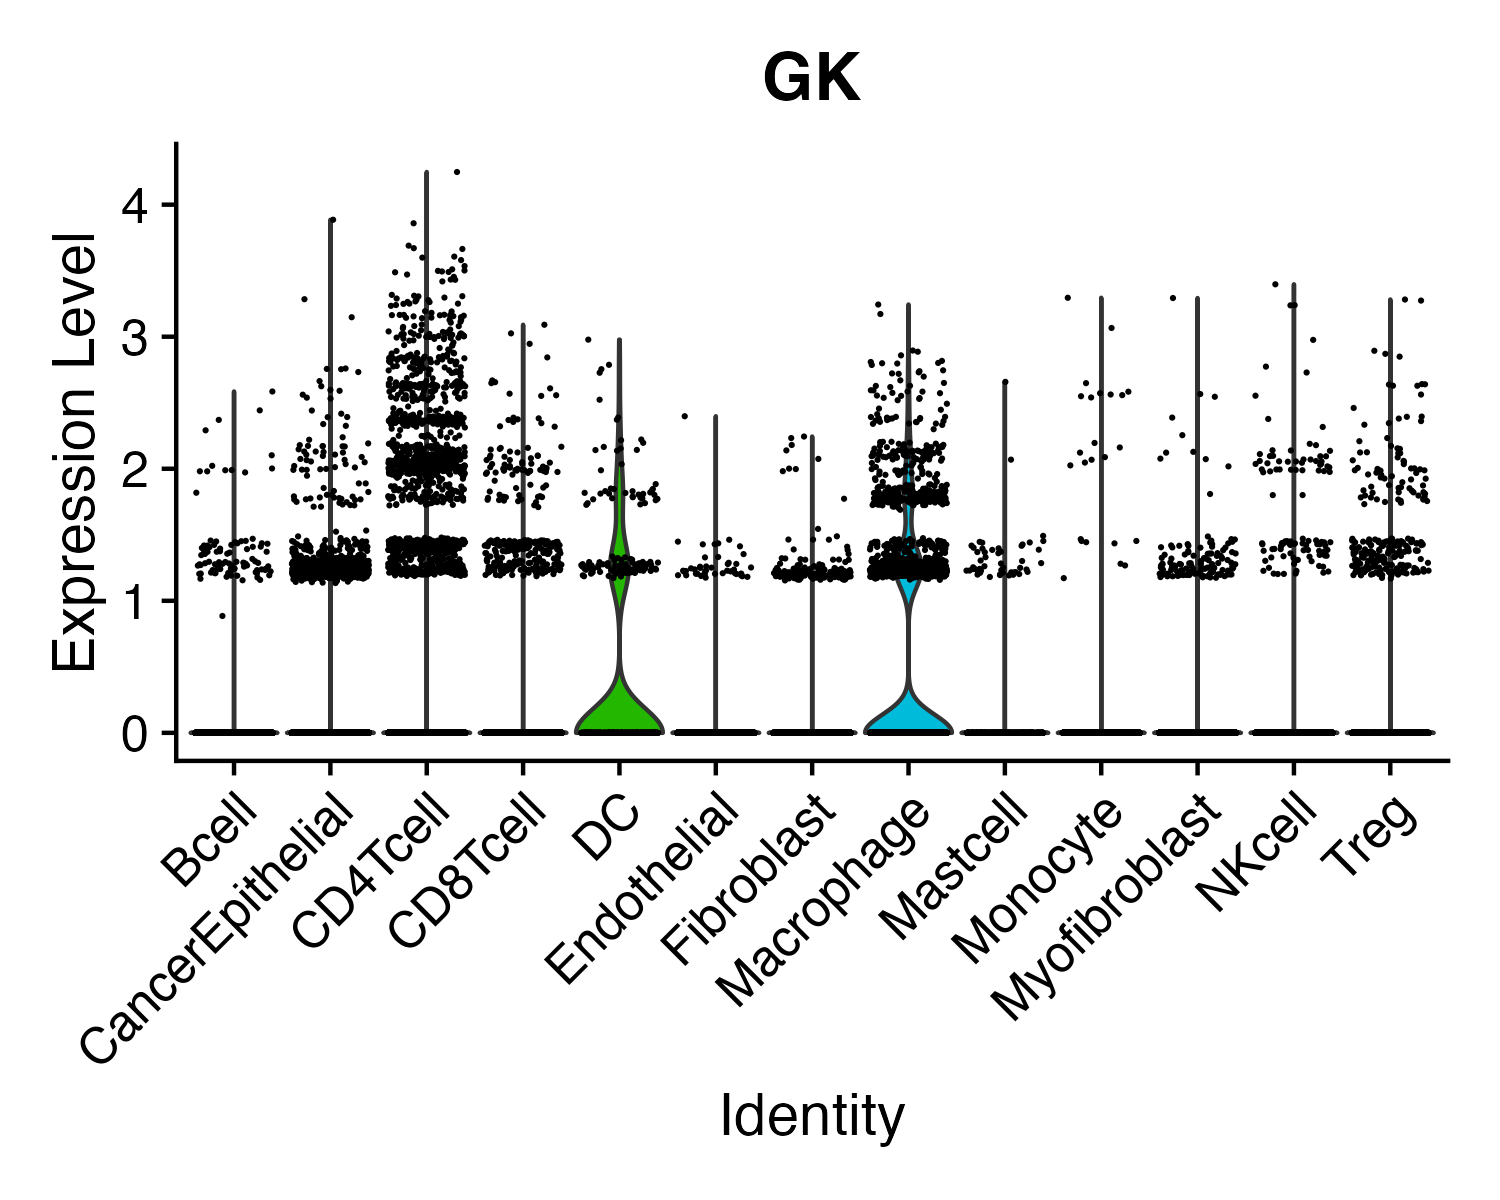 GK
Expression Level
4
3
2
1
0
Bcell
CancerEpithelial
CD4Tcell
CD8Tcell
DC
Endothelial
Fibroblast
Macrophage
Mastcell
Monocyte
Myofibroblast
NKcell
Treg
Identity